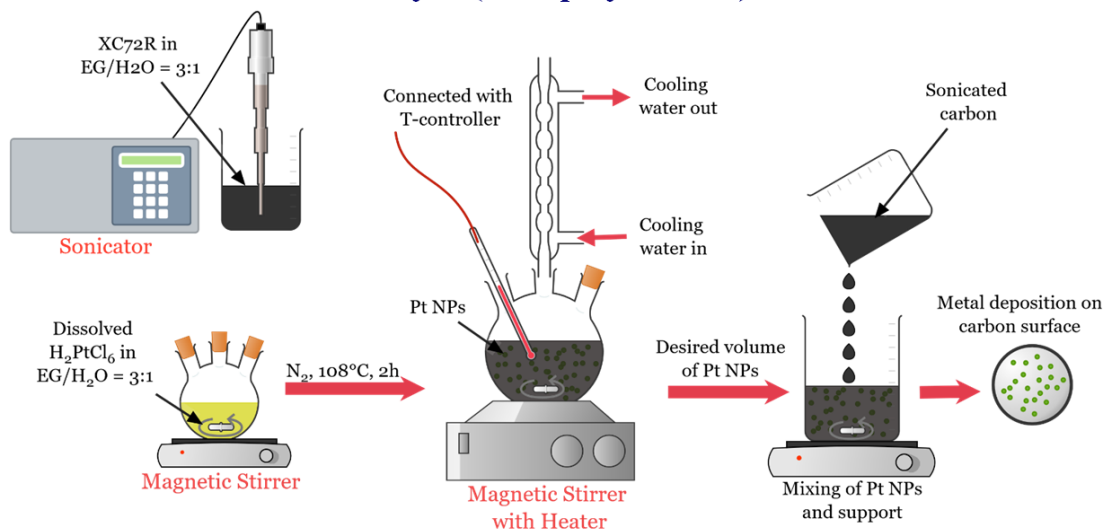 XC72R in
EG/H2O = 3:1
Sonicator
Connected with
T-controller
Cooling
water out
Cooling
water in
Sonicated
carbon
Dissolved
H₂PtCl₆ in
EG/H₂O = 3:1
Magnetic Stirrer
N₂, 108°C, 2h
Pt NPs
Magnetic Stirrer
with Heater
Desired volume
of Pt NPs
Mixing of Pt NPs
and support
Metal deposition on
carbon surface